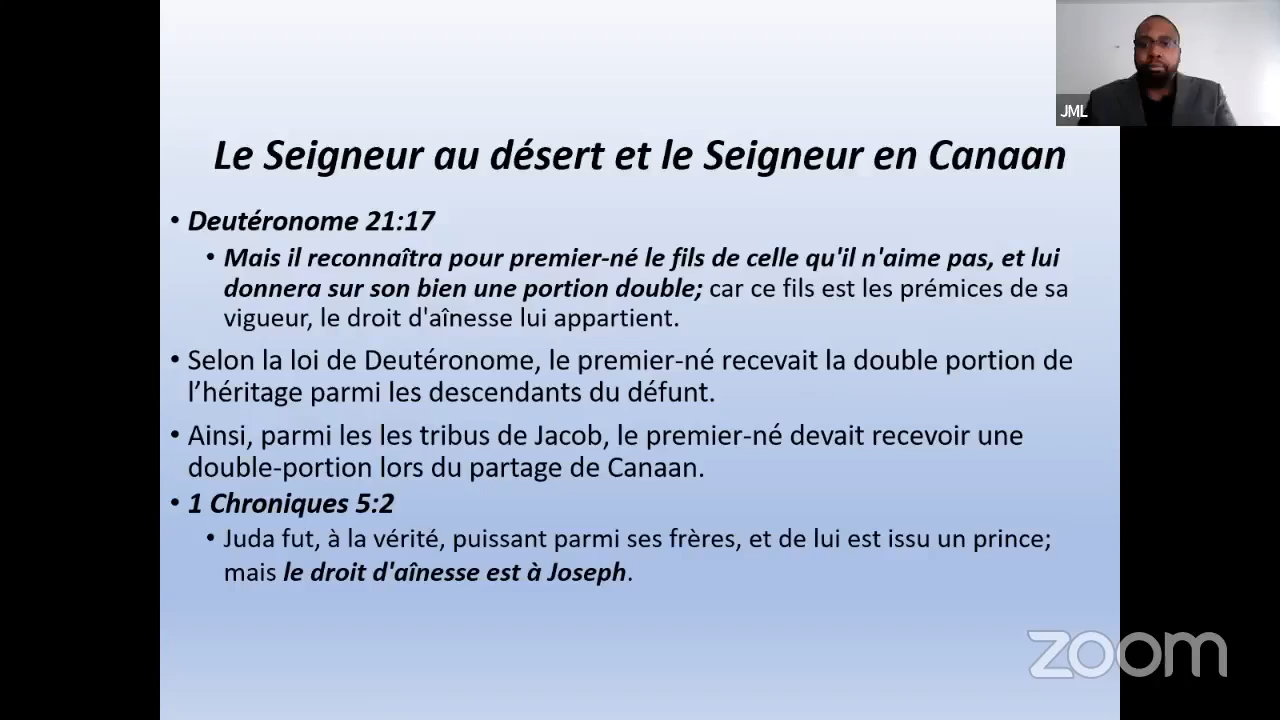 JML
Le Seigneur au désert et le Seigneur en Canaan
• Deutéronome 21:17
• Mais il reconnaîtra pour premier-né le fils de celle qu'il n'aime pas, et lui
donnera sur son bien une portion double; car ce fils est les prémices de sa
vigueur, le droit d'aînesse lui appartient.
• Selon la loi de Deutéronome, le premier-né recevait la double portion de
l’héritage parmi les descendants du défunt.
• Ainsi, parmi les les tribus de Jacob, le premier-né devait recevoir une
double-portion lors du partage de Canaan.
• 1 Chroniques 5:2
• Juda fut, à la vérité, puissant parmi ses frères, et de lui est issu un prince;
mais le droit d'aînesse est à Joseph.
zoom